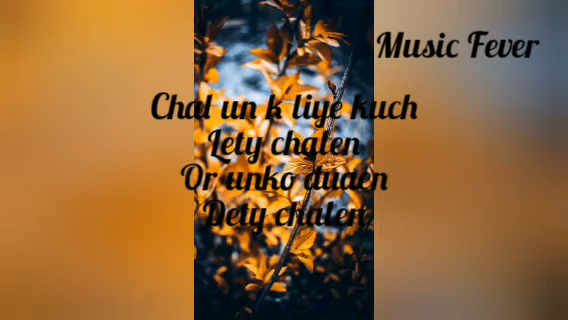 Music Fever
Chal un k liye kuch
Lety chalen
Or unko duaen
Dety chalen